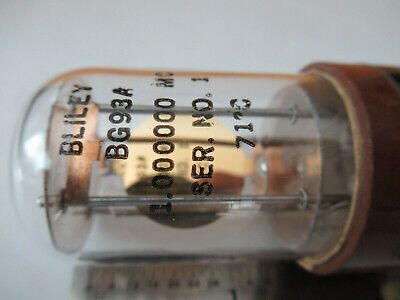 BLILEY
BG93A
1.000000 MC
SER. NO. 1
71°C